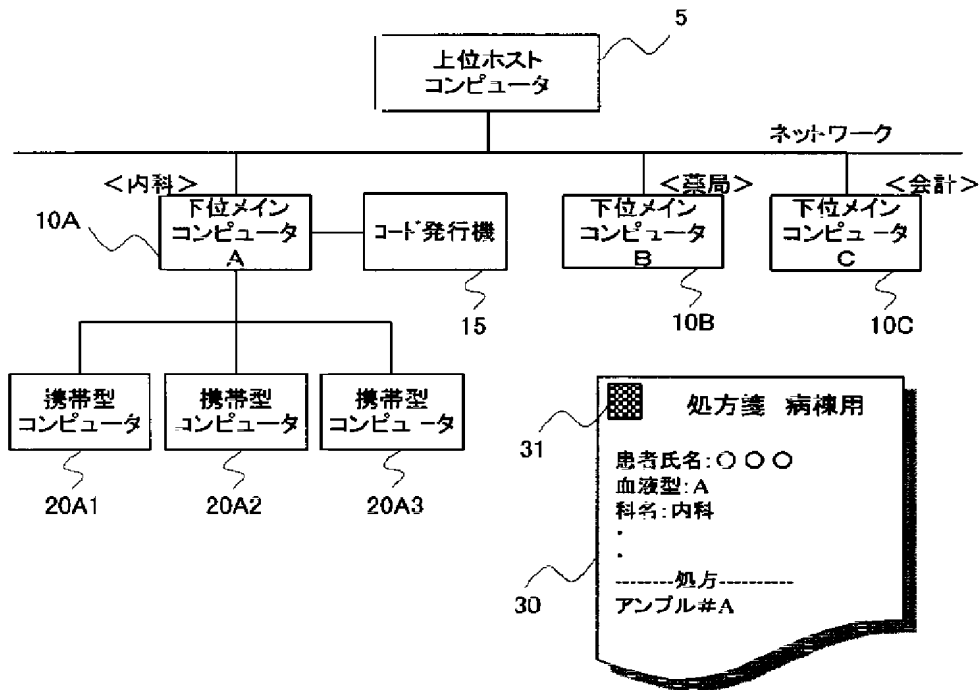 5
上位ホスト
コンピュータ
ネットワーク
<内科>
<薬局>
<会計>
10A
下位メイン
コンピュータ
A
コード発行機
下位メイン
コンピュータ
B
下位メイン
コンピュータ
C
15
10B
10C
携帯型
コンピュータ
携帯型
コンピュータ
携帯型
コンピュータ
20A1
20A2
20A3
31
処方箋 病棟用
患者氏名:○○○
血液型:A
科名:内科
・
・
--------処方----------
アンプル#A
30